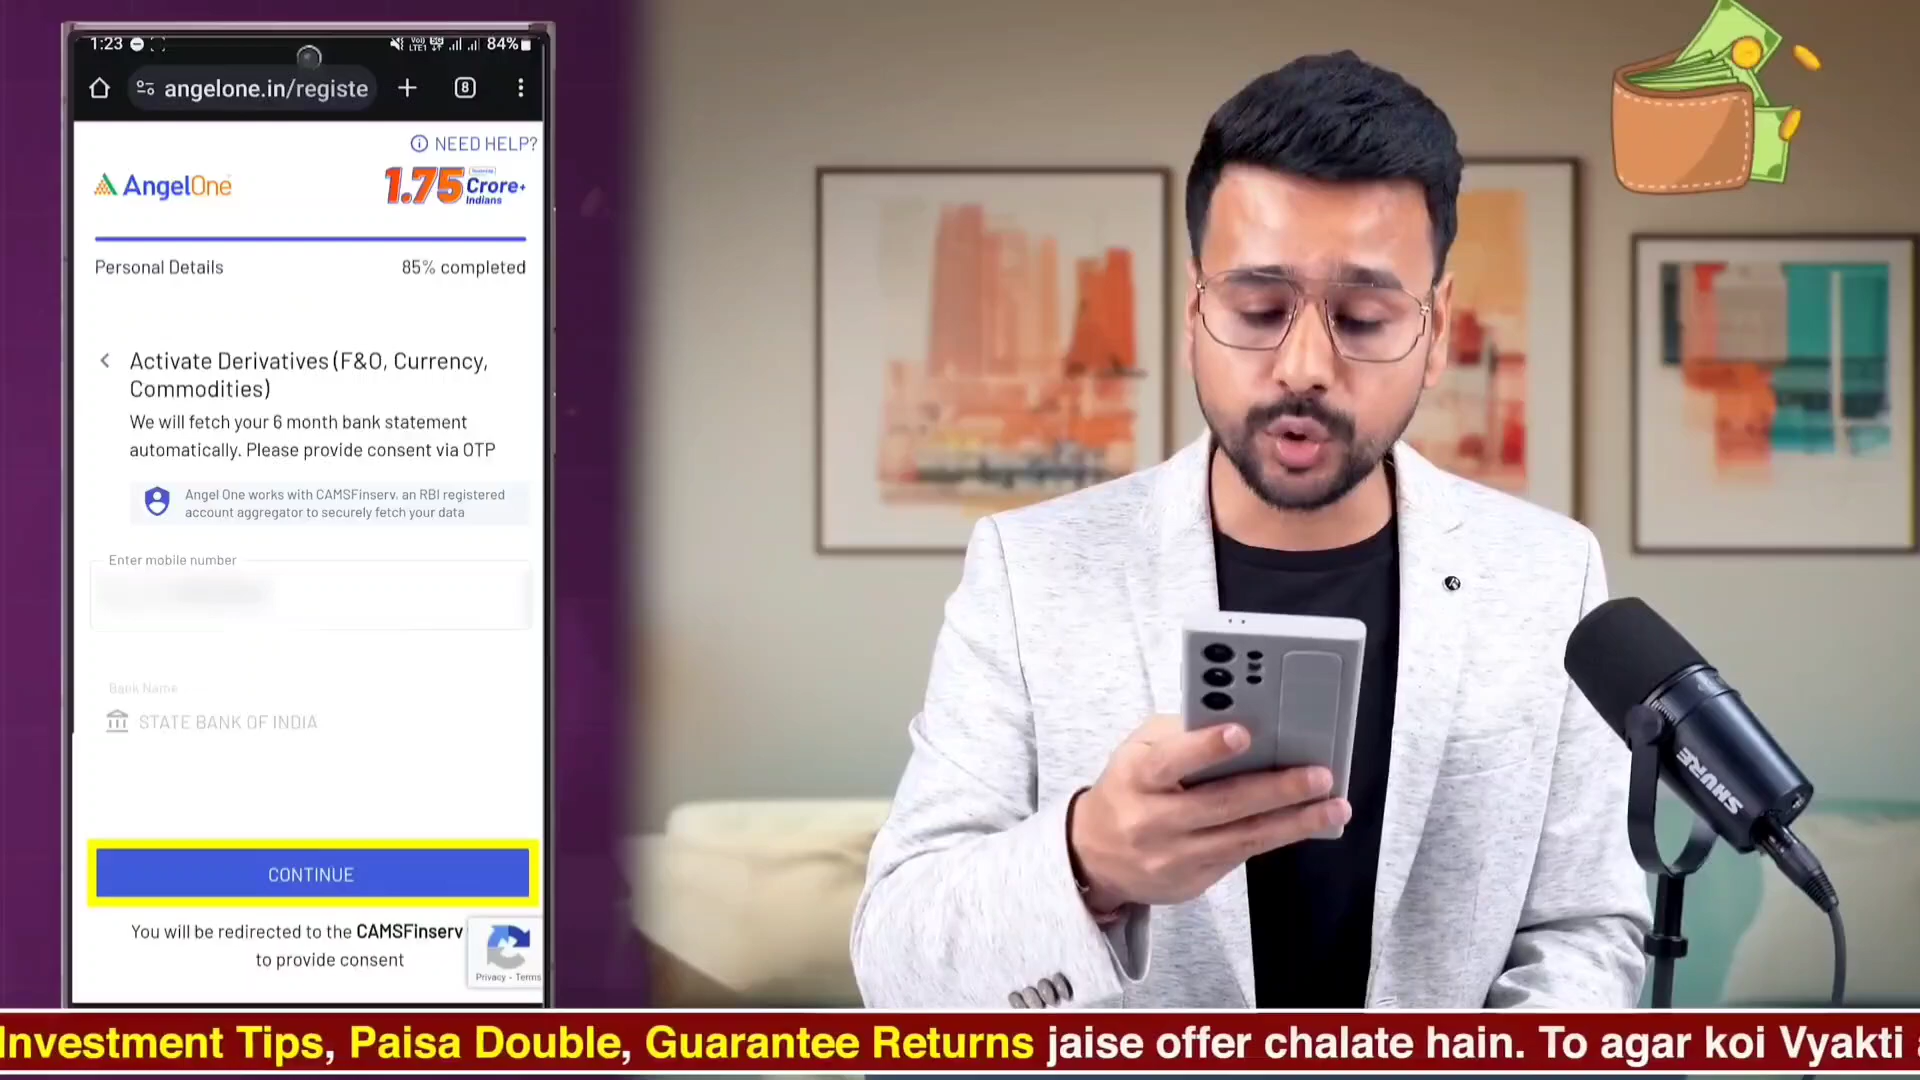 1:23
84%
angelone.in/registe
8
NEED HELP?
AngelOne
1.75 Crore+
Indians
Personal Details
85% completed
Activate Derivatives (F&O, Currency,
Commodities)
We will fetch your 6 month bank statement
automatically. Please provide consent via OTP
Angel One works with CAMSFinserv, an RBI registered
account aggregator to securely fetch your data
Enter mobile number
Bank Name
STATE BANK OF INDIA
CONTINUE
You will be redirected to the CAMSFinserv
to provide consent
Privacy - Terms
SHURE
Investment Tips, Paisa Double, Guarantee Returns jaise offer chalate hain. To agar koi Vyakti